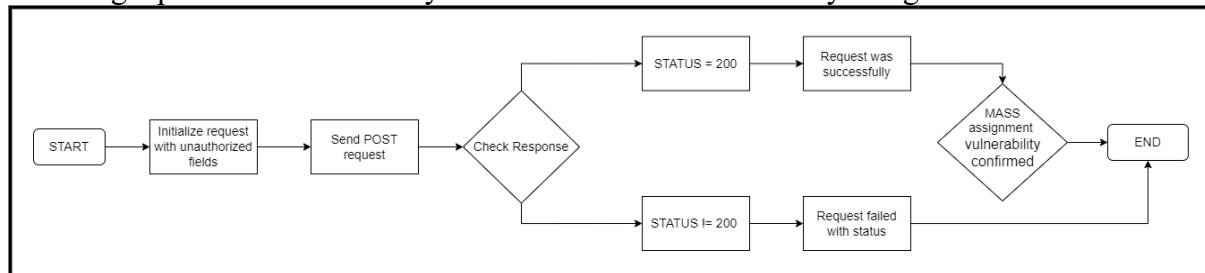 STATUS = 200
Request was
successfully
START
Initialize request
with unauthorized
fields
Send POST
request
Check Response
MASS
assignment
vulnerability
confirmed
END
STATUS != 200
Request failed
with status